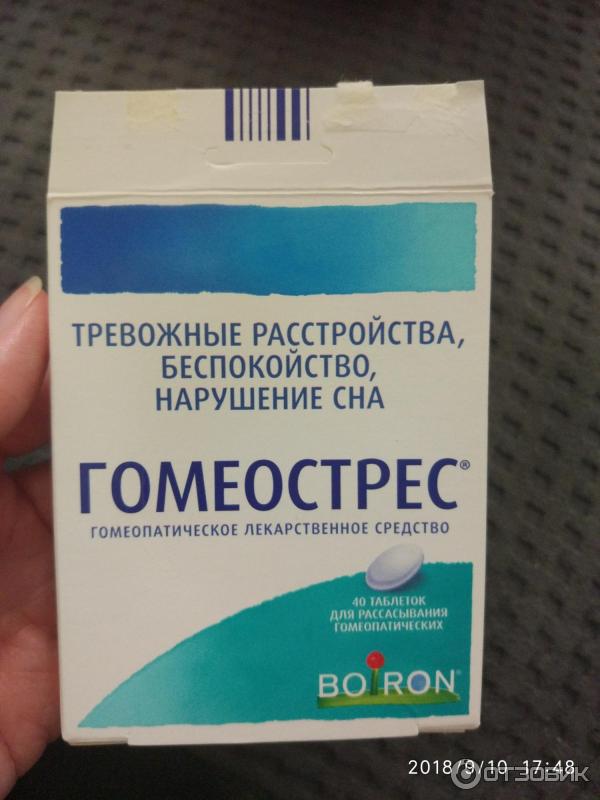 ТРЕВОЖНЫЕ РАССТРОЙСТВА,
БЕСПОКОЙСТВО,
НАРУШЕНИЕ СНА
ГОМЕОСТРЕС®
ГОМЕОПАТИЧЕСКОЕ ЛЕКАРСТВЕННОЕ СРЕДСТВО
40 ТАБЛЕТОК
ДЛЯ РАССАСЫВАНИЯ
ГОМЕОПАТИЧЕСКИХ
BOIRON®
2018/9/10 17:48
ОТЗОВИК